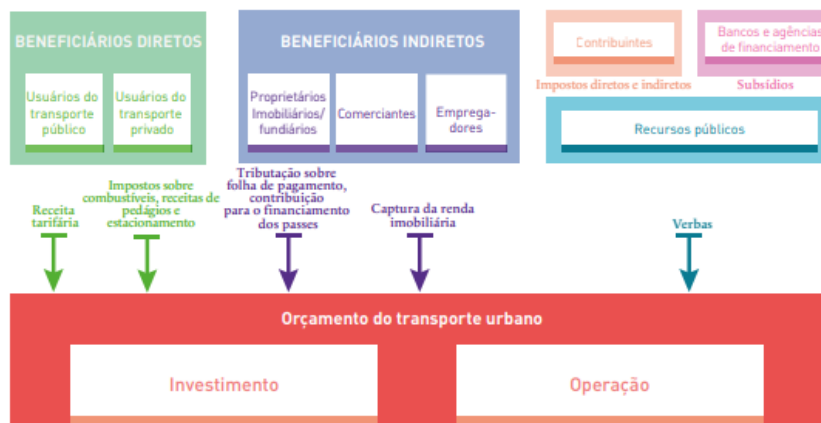 BENEFICIÁRIOS DIRETOS
Usuários do
transporte
público
Usuários do
transporte
privado
BENEFICIÁRIOS INDIRETOS
Proprietários
Imobiliários/
fundiários
Comerciantes
Emprega-
dores
Contribuintes
Impostos diretos e indiretos
Bancos e agências
de financiamento
Subsídios
Recursos públicos
Receita
tarifária
Impostos sobre
combustíveis, receitas de
pedágios e
estacionamento
Tributação sobre
folha de pagamento,
contribuição
para o financiamento
dos passes
Captura da renda
imobiliária
Verbas
Orçamento do transporte urbano
Investimento
Operação